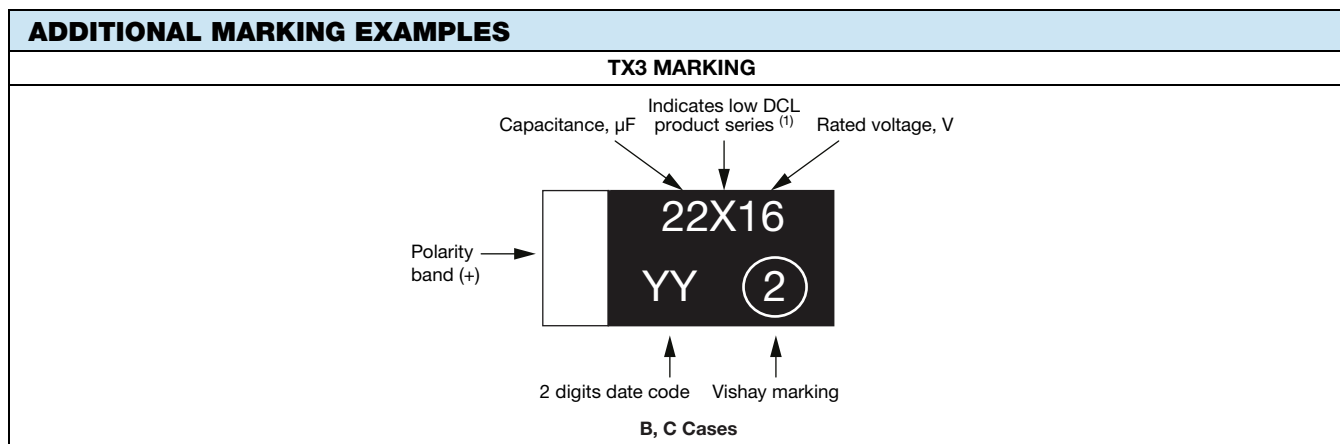 ADDITIONAL MARKING EXAMPLES
TX3 MARKING
Capacitance, µF
Indicates low DCL
product series (1)
Rated voltage, V
22X16
Polarity
band (+)
YY 2
2 digits date code
Vishay marking
B, C Cases